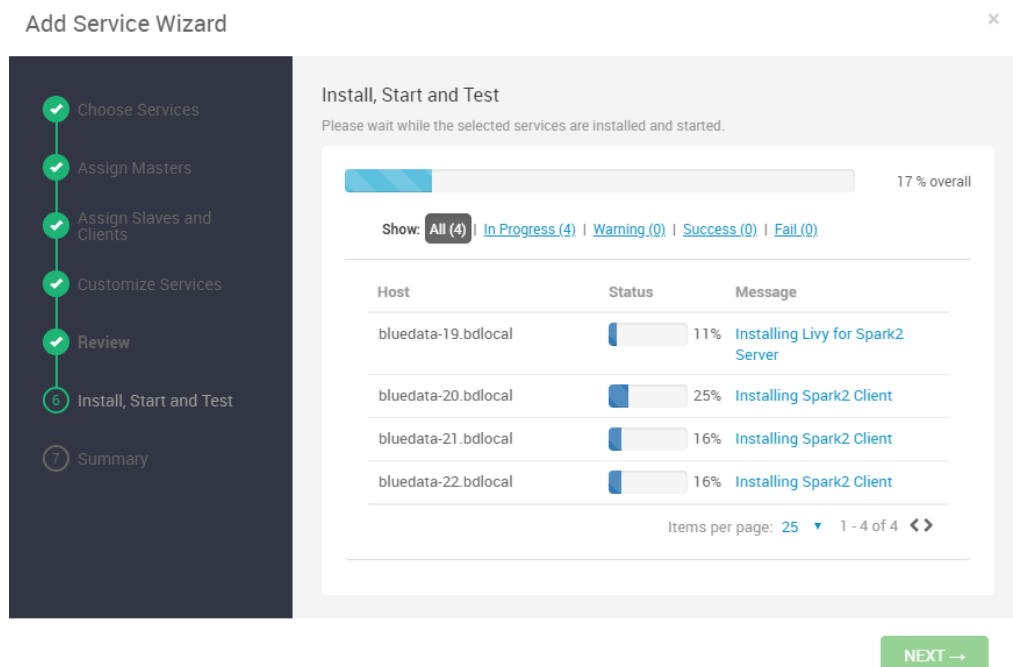 Add Service Wizard
×
Choose Services
Assign Masters
Assign Slaves and
Clients
Customize Services
Review
6 Install, Start and Test
7 Summary
Install, Start and Test
Please wait while the selected services are installed and started.
17 % overall
Show: All (4) | In Progress (4) | Warning (0) | Success (0) | Fail (0)
Host Status Message
bluedata-19.bdlocal 11% Installing Livy for Spark2
Server
bluedata-20.bdlocal 25% Installing Spark2 Client
bluedata-21.bdlocal 16% Installing Spark2 Client
bluedata-22.bdlocal 16% Installing Spark2 Client
Items per page: 25 1 - 4 of 4
NEXT→